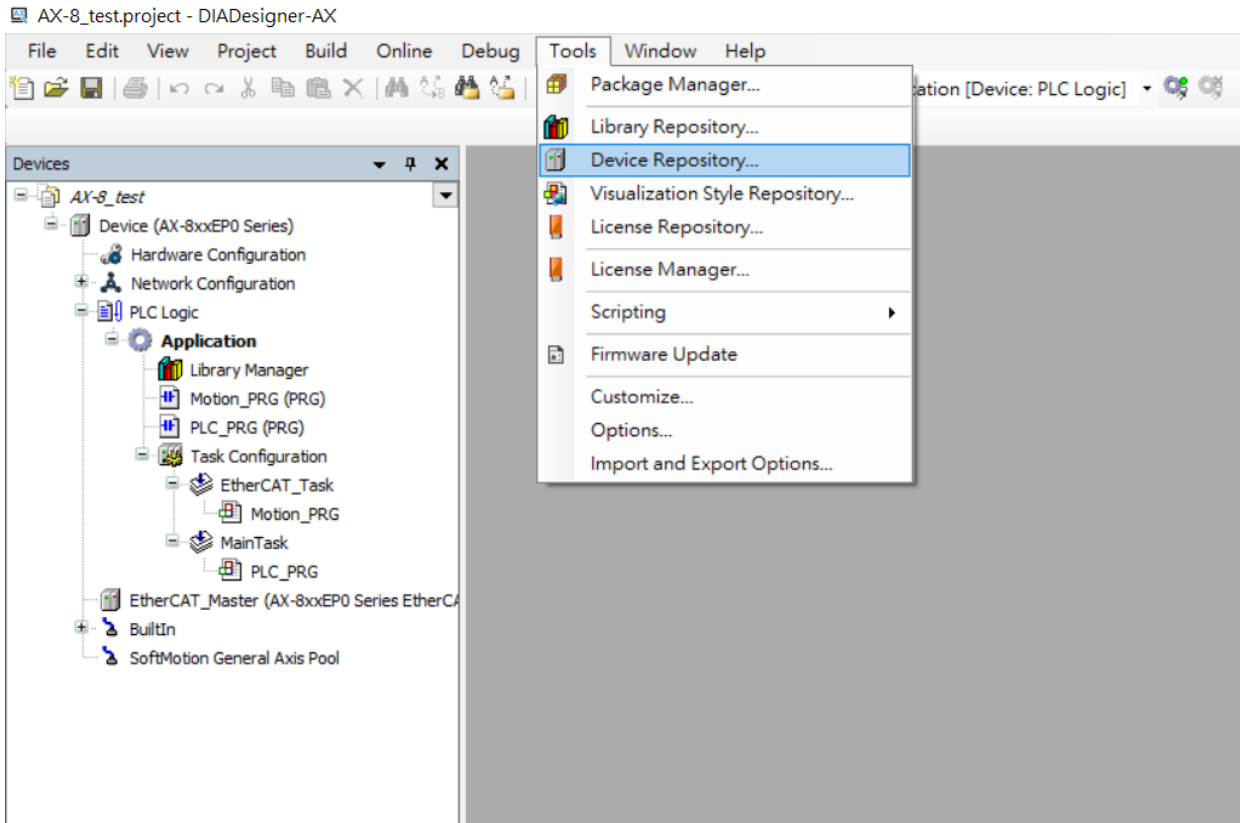 AX-8_test.project - DIADesigner-AX
File Edit View Project Build Online Debug Tools Window Help
ation [Device: PLC Logic]
Package Manager...
Library Repository...
Device Repository...
Visualization Style Repository...
License Repository...
License Manager...
Scripting
Firmware Update
Customize...
Options...
Import and Export Options...
Devices
AX-8_test
Device (AX-8xxEP0 Series)
Hardware Configuration
Network Configuration
PLC Logic
Application
Library Manager
Motion_PRG (PRG)
PLC_PRG (PRG)
Task Configuration
EtherCAT_Task
Motion_PRG
MainTask
PLC_PRG
EtherCAT_Master (AX-8xxEP0 Series EtherCA
BuiltIn
SoftMotion General Axis Pool